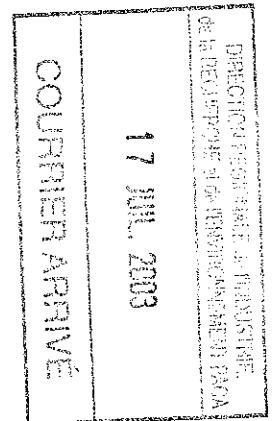 DIRECTION REGIONALE de l'INDUSTRIE
de la RECHERCHE et de l'ENVIRONNEMENT PACA
17 JUIL. 2003
COURRIER ARRIVÉ